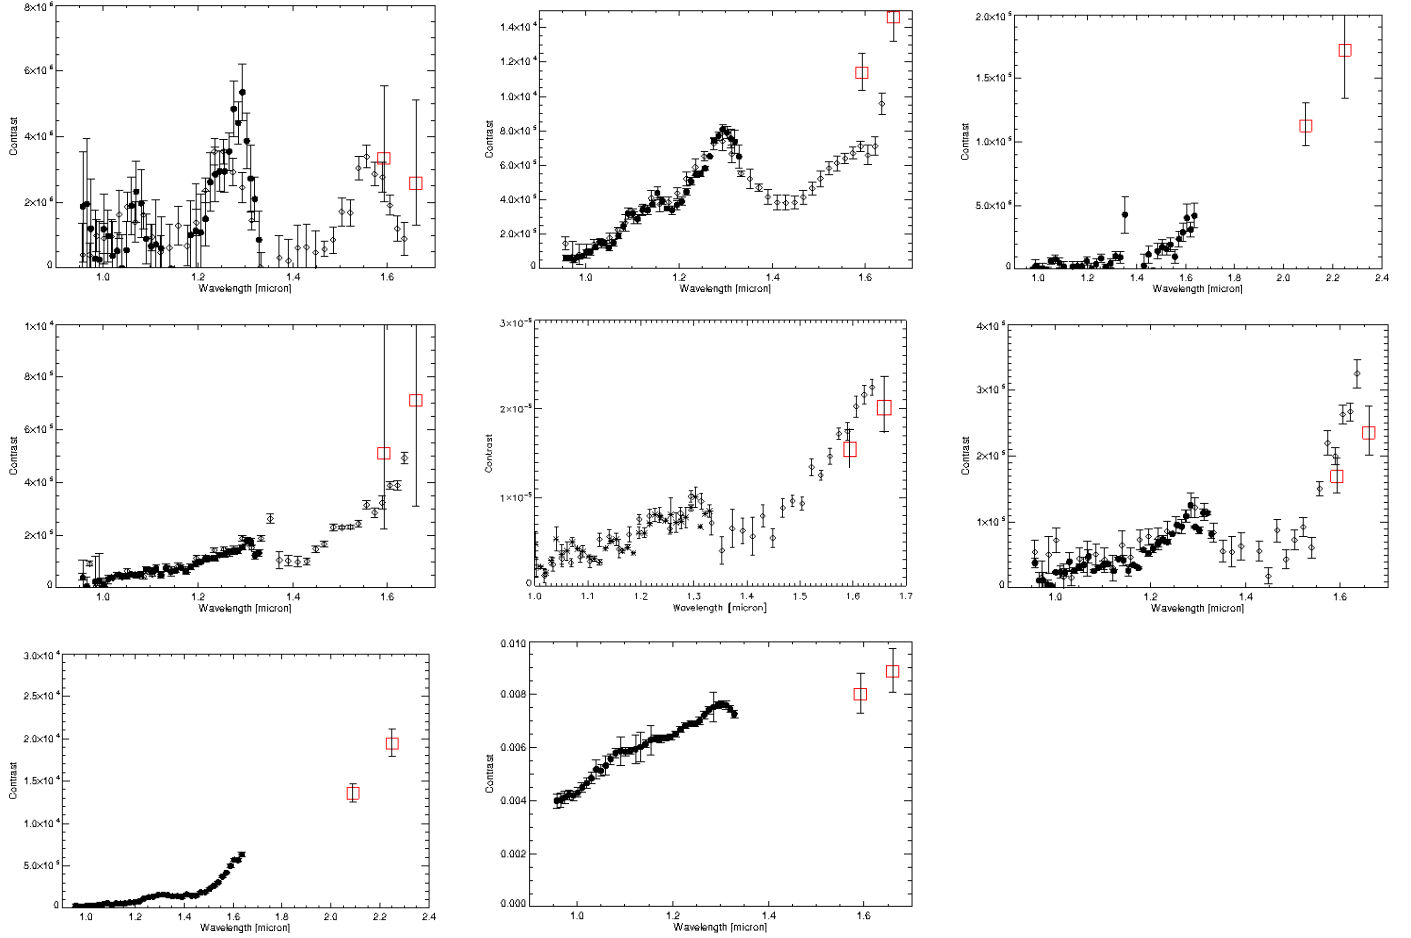 8×10 6
6×10 6
4×10 6
2×10 6
0
Contrast
1.0 1.2 1.4 1.6
Wavelength [micron]
1.4×10 4
1.2×10 4
1.0×10 4
8.0×10 5
6.0×10 5
4.0×10 5
2.0×10 5
0
Contrast
1.0 1.2 1.4 1.6
Wavelength [micron]
2.0×10 5
1.5×10 5
1.0×10 5
5.0×10 6
0
Contrast
1.0 1.2 1.4 1.6 1.8 2.0 2.2 2.4
Wavelength [micron]
1×10 4
8×10 5
6×10 5
4×10 5
2×10 5
0
Contrast
1.0 1.2 1.4 1.6
Wavelength [micron]
3×10⁻⁵
2×10⁻⁵
1×10⁻⁵
0
Contrast
1.0 1.1 1.2 1.3 1.4 1.5 1.6 1.7
Wavelength [micron]
4×10 5
3×10 5
2×10 5
1×10 5
0
Contrast
1.0 1.2 1.4 1.6
Wavelength [micron]
3.0×10 4
2.5×10 4
2.0×10 4
1.5×10 4
1.0×10 4
5.0×10 5
0
Contrast
1.0 1.2 1.4 1.6 1.8 2.0 2.2 2.4
Wavelength [micron]
0.010
0.008
0.006
0.004
0.002
0.000
Contrast
1.0 1.2 1.4 1.6
Wavelength [micron]